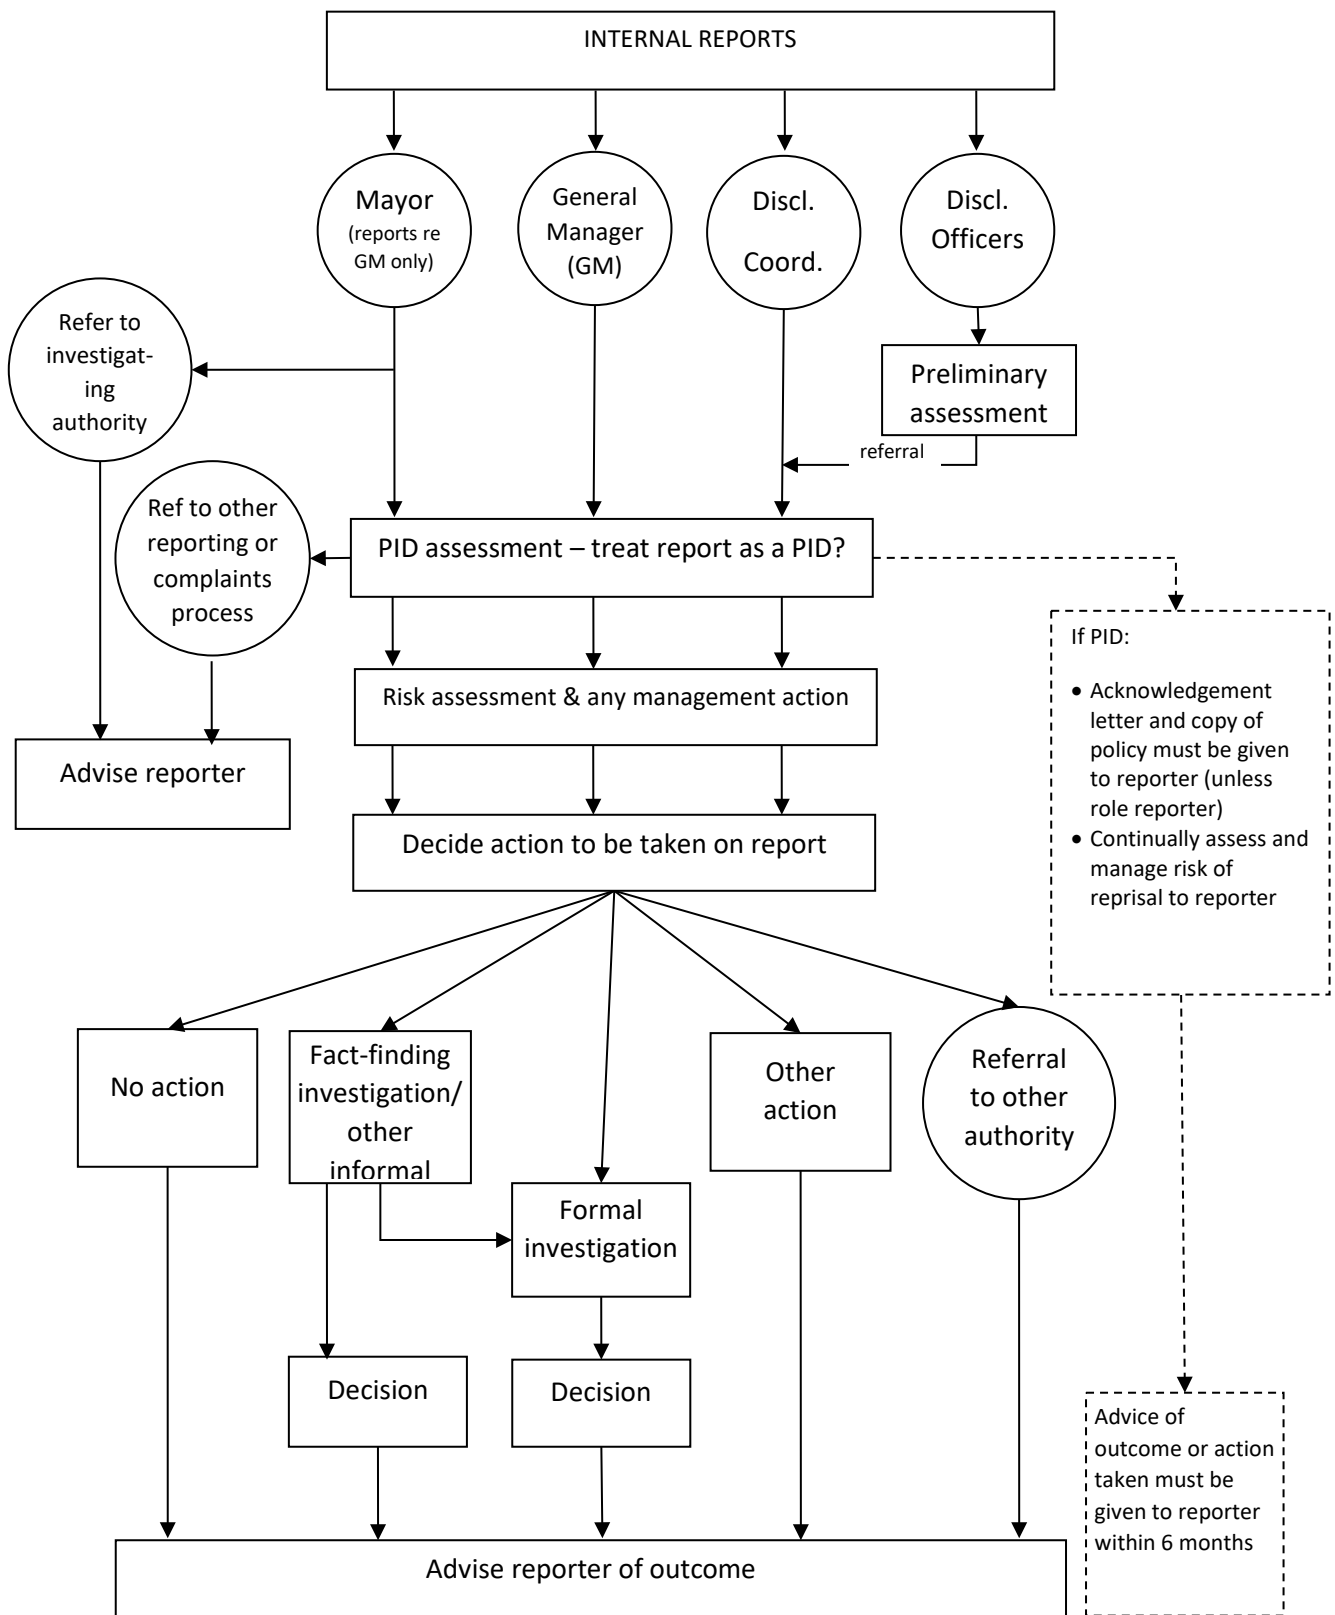 INTERNAL REPORTS
Mayor
(reports re
GM only)
General
Manager
(GM)
Discl.
Coord.
Discl.
Officers
Refer to
investigat-
ing
authority
Preliminary
assessment
referral
Ref to other
reporting or
complaints
process
PID assessment – treat report as a PID?
If PID:
• Acknowledgement
letter and copy of
policy must be given
to reporter (unless
role reporter)
• Continually assess and
manage risk of
reprisal to reporter
Risk assessment & any management action
Advise reporter
Decide action to be taken on report
No action
Fact-finding
investigation/
other
informal
Formal
investigation
Other
action
Referral
to other
authority
Decision
Decision
Advice of
outcome or action
taken must be
given to reporter
within 6 months
Advise reporter of outcome